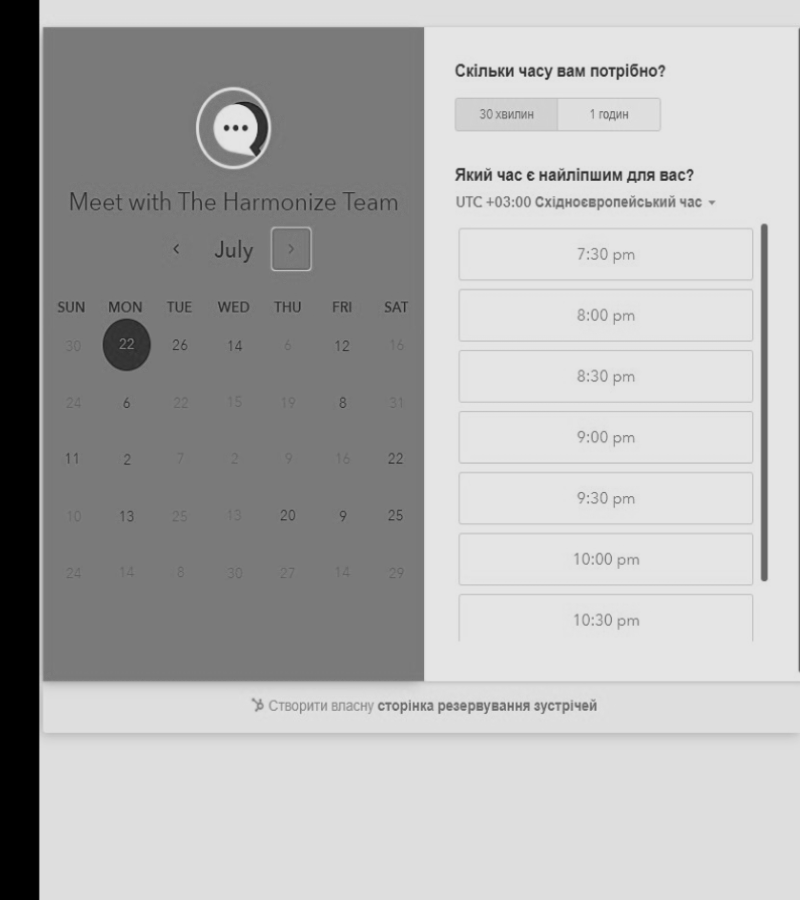 Meet with The Harmonize Team
July
SUN MON TUE WED THU FRI SAT
30 22 26 14 6 12 16
24 6 22 15 19 8 31
11 2 7 2 9 16 22
10 13 25 13 20 9 25
24 14 8 30 27 14 29
Скільки часу вам потрібно?
30 хвилин 1 годин
Який час є найліпшим для вас?
UTC +03:00 Східноєвропейський час
7:30 pm
8:00 pm
8:30 pm
9:00 pm
9:30 pm
10:00 pm
10:30 pm
Створити власну сторінка резервування зустрічей